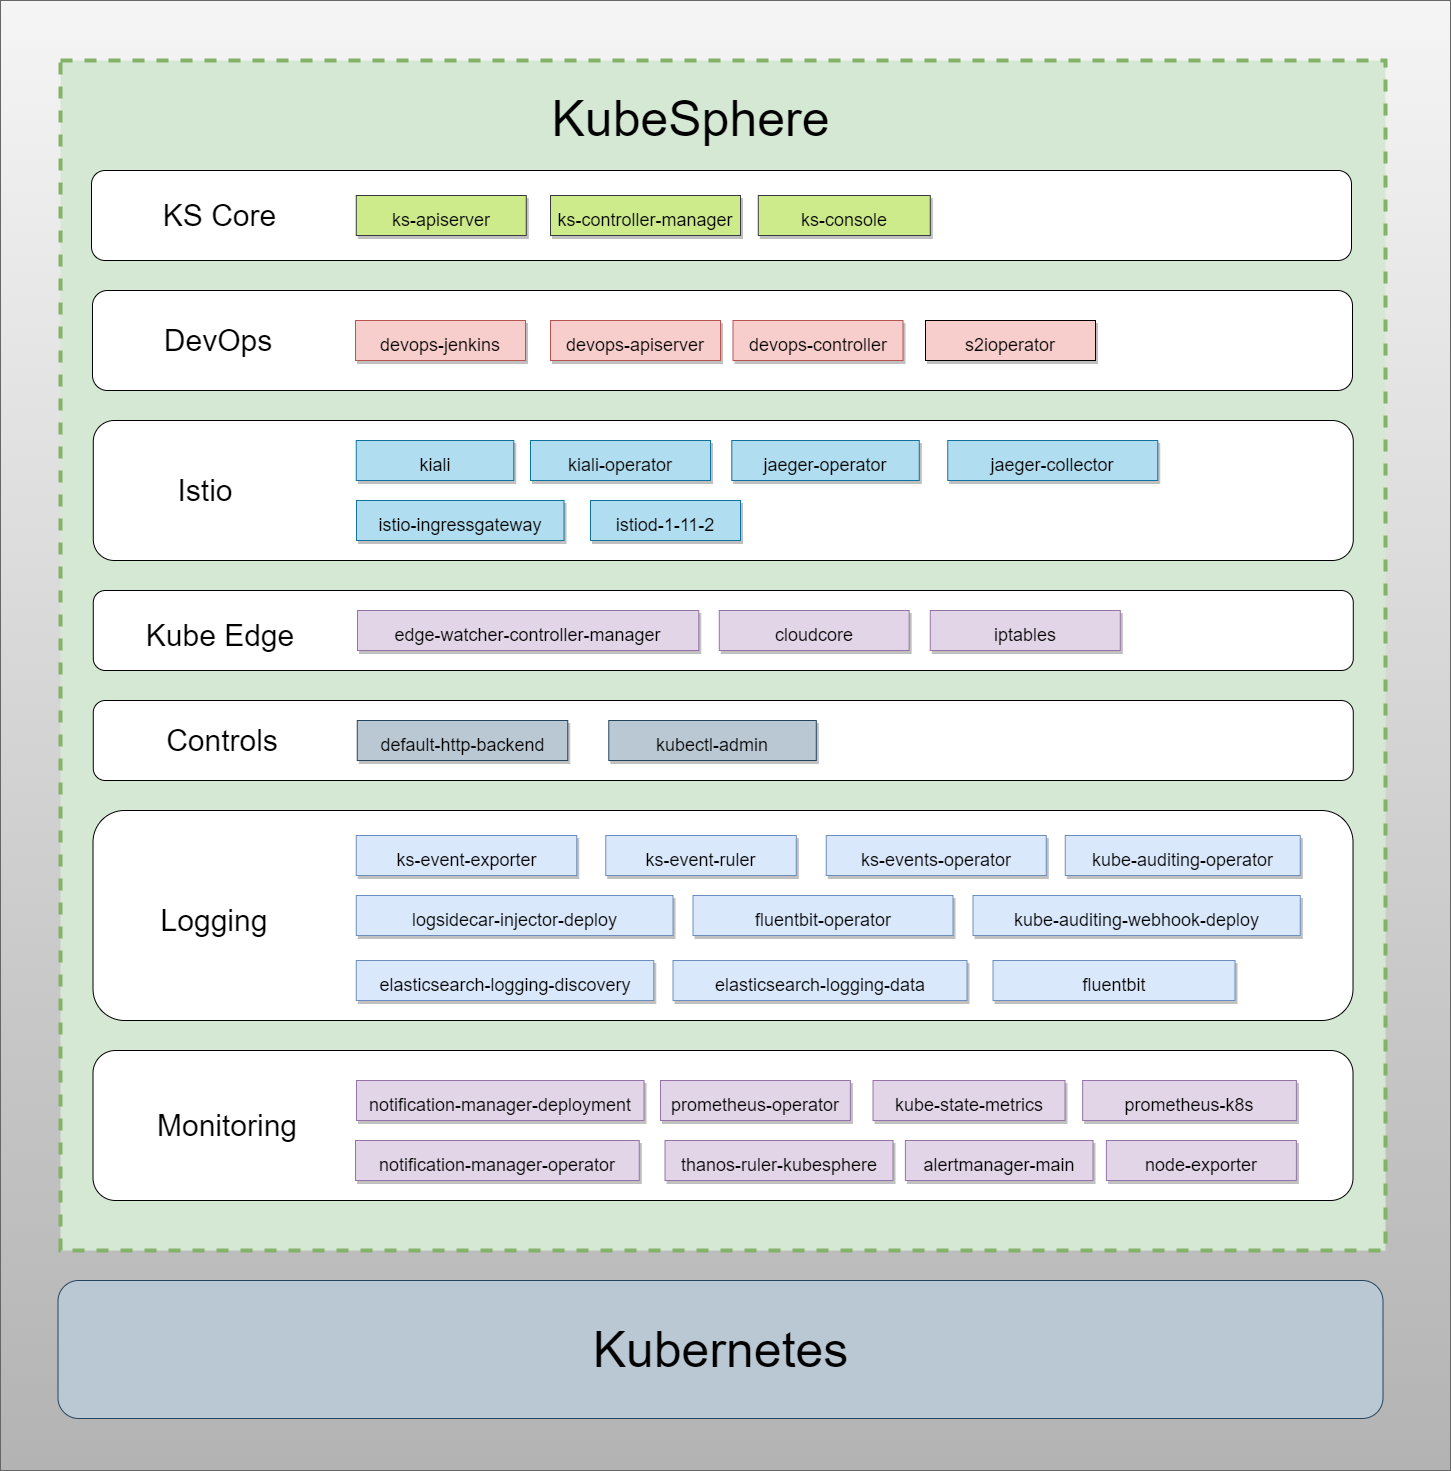 KubeSphere
KS Core
ks-apiserver
ks-controller-manager
ks-console
DevOps
devops-jenkins
devops-apiserver
devops-controller
s2ioperator
Istio
kiali
kiali-operator
jaeger-operator
jaeger-collector
istio-ingressgateway
istiod-1-11-2
Kube Edge
edge-watcher-controller-manager
cloudcore
iptables
Controls
default-http-backend
kubectl-admin
Logging
ks-event-exporter
ks-event-ruler
ks-events-operator
kube-auditing-operator
logsidecar-injector-deploy
fluentbit-operator
kube-auditing-webhook-deploy
elasticsearch-logging-discovery
elasticsearch-logging-data
fluentbit
Monitoring
notification-manager-deployment
prometheus-operator
kube-state-metrics
prometheus-k8s
notification-manager-operator
thanos-ruler-kubesphere
alertmanager-main
node-exporter
Kubernetes